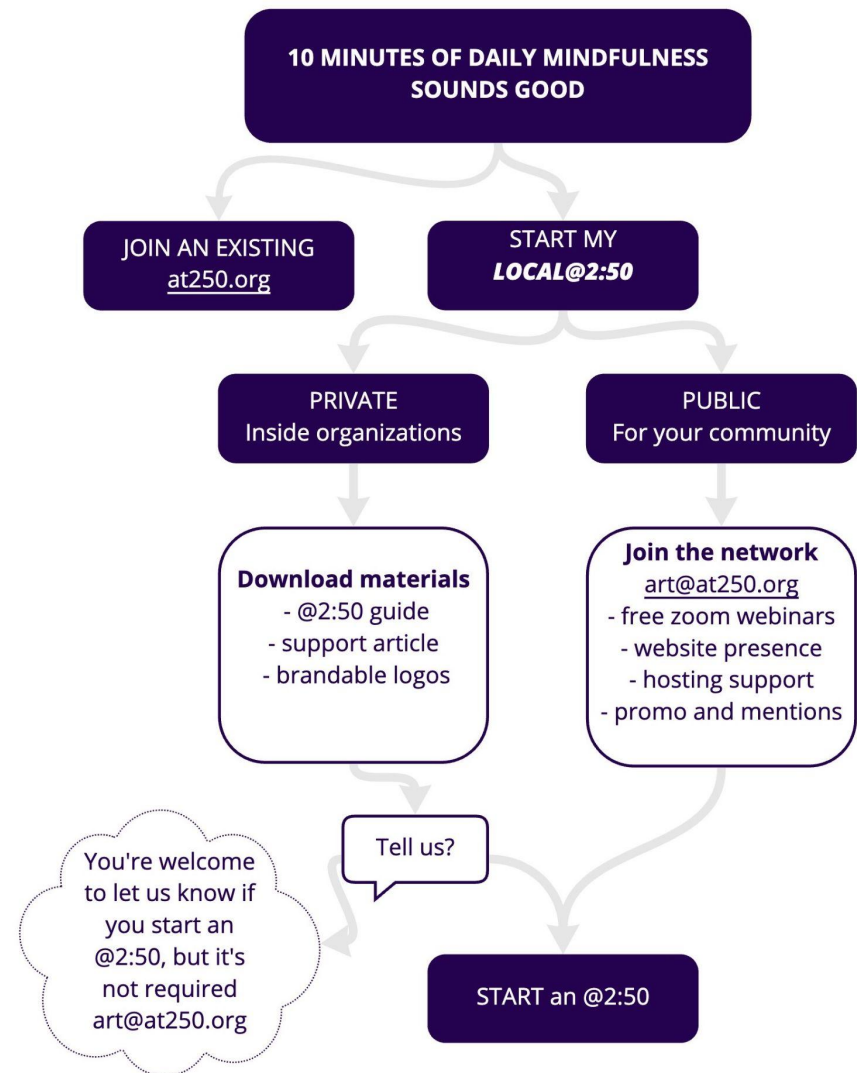 10 MINUTES OF DAILY MINDFULNESS
SOUNDS GOOD
JOIN AN EXISTING
at250.org
START MY
LOCAL@2:50
PRIVATE
Inside organizations
PUBLIC
For your community
Download materials
- @2:50 guide
- support article
- brandable logos
Join the network
art@at250.org
- free zoom webinars
- website presence
- hosting support
- promo and mentions
Tell us?
You're welcome
to let us know if
you start an
@2:50, but it's
not required
art@at250.org
START an @2:50